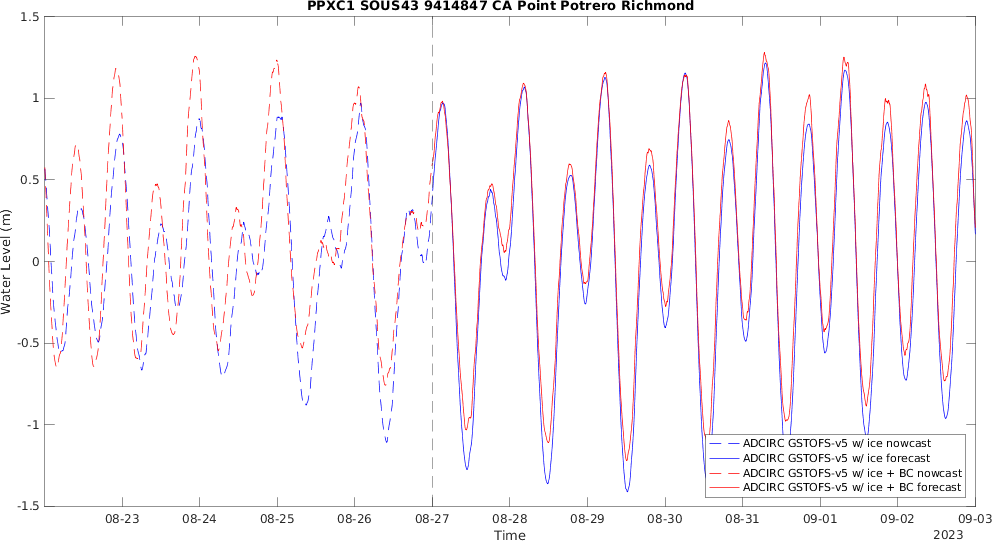 PPXC1 SOUS43 9414847 CA Point Potrero Richmond
1.5
1
0.5
0
-0.5
-1
-1.5
Water Level (m)
08-23 08-24 08-25 08-26 08-27 08-28 08-29 08-30 08-31 09-01 09-02 09-03
Time
2023
ADCIRC GSTOFS-v5 w/ ice nowcast
ADCIRC GSTOFS-v5 w/ ice forecast
ADCIRC GSTOFS-v5 w/ ice + BC nowcast
ADCIRC GSTOFS-v5 w/ ice + BC forecast